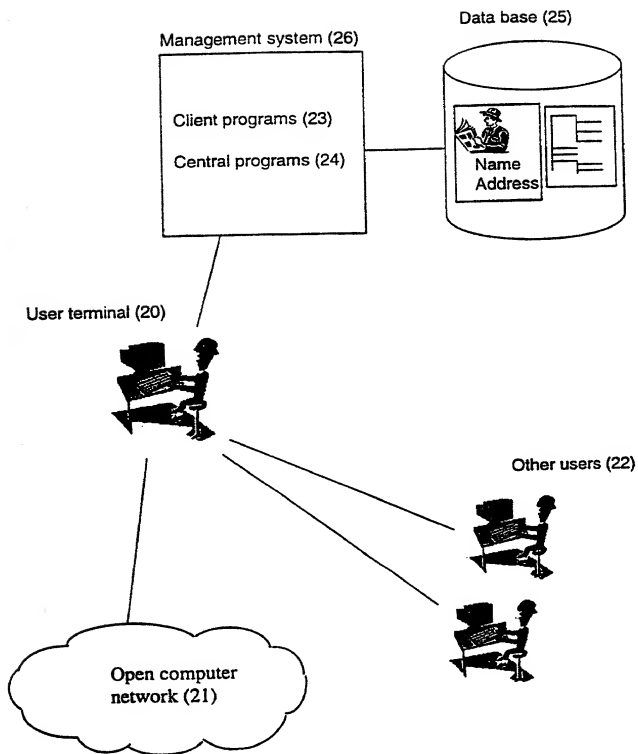 Data base (25)
Management system (26)
Client programs (23)
Central programs (24)
Name
Address
User terminal (20)
Other users (22)
Open computer
network (21)